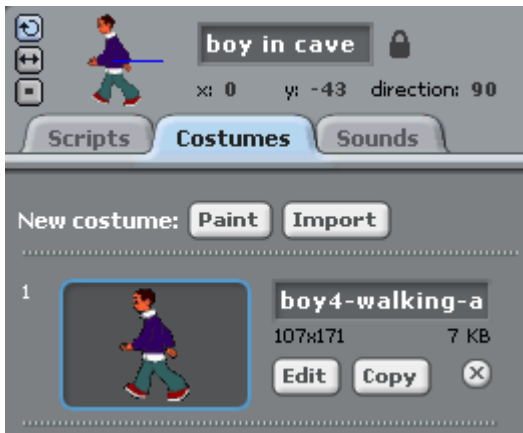 boy in cave
x: 0 y: -43 direction: 90
Scripts Costumes Sounds
New costume: Paint Import
1
boy4-walking-a
107x171 7 KB
Edit Copy